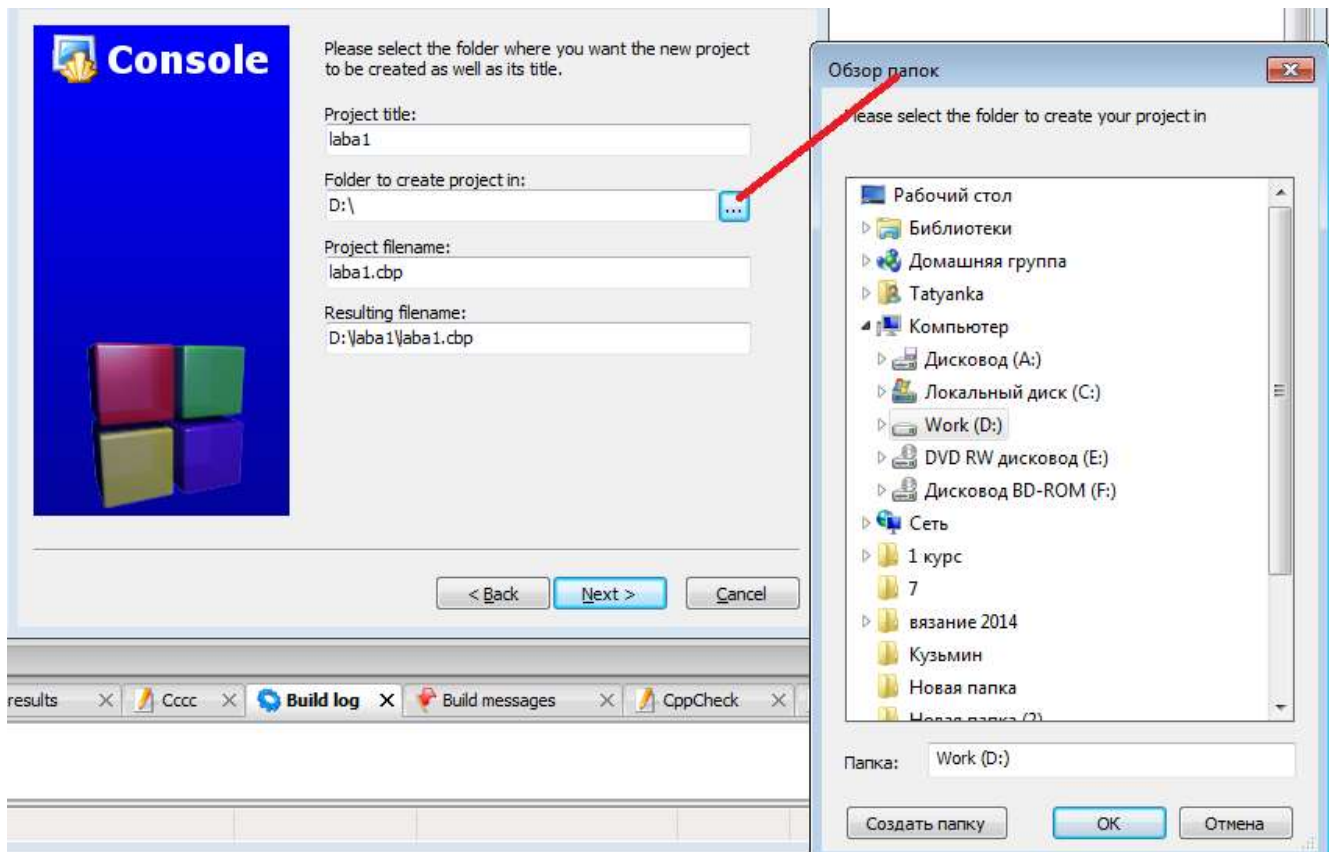 Console
Please select the folder where you want the new project
to be created as well as its title.
Project title:
laba1
Folder to create project in:
D:\
...
Project filename:
laba1.cbp
Resulting filename:
D:\laba1\laba1.cbp
< Back
Next >
Cancel
results
Cccc
Build log
Build messages
CppCheck
Обзор папок
Please select the folder to create your project in
Рабочий стол
Библиотеки
Домашняя группа
Tatyanka
Компьютер
Дисковод (A:)
Локальный диск (C:)
Work (D:)
DVD RW дисковод (E:)
Дисковод BD-ROM (F:)
Сеть
1 курс
7
вязание 2014
Кузьмин
Новая папка
Новая папка (2)
Папка:
Work (D:)
Создать папку
OK
Отмена